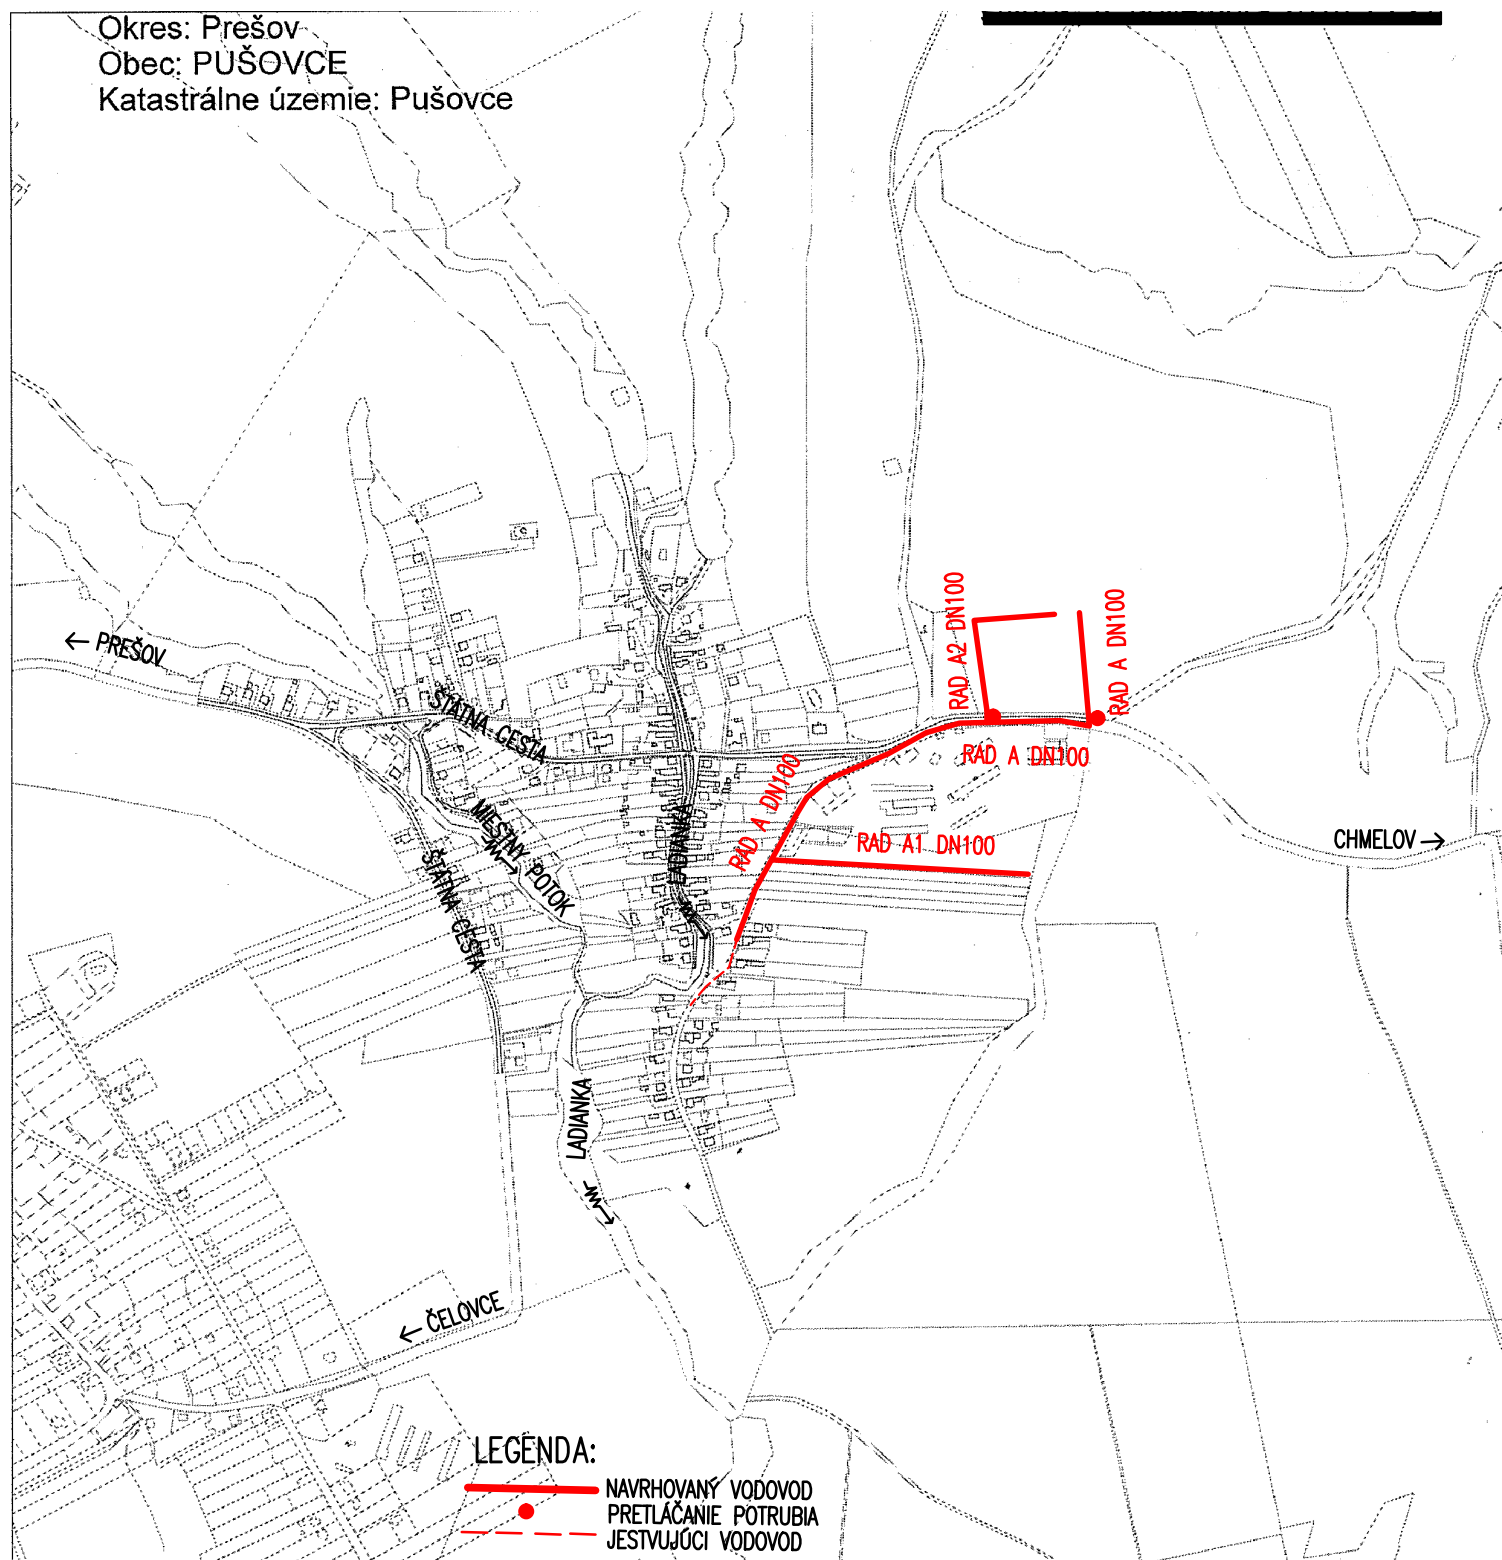 Okres: Prešov
Obec: PUŠOVCE
Katastrálne územie: Pušovce
RAD A2 DN100
RAD A DN100
← PREŠOV
ŠTÁTNA CESTA
RAD A DN100
RAD A DN100
MIESTNY POTOK
LADIANKA
RAD A1 DN100
CHMELOV →
ŠTÁTNA CESTA
LADIANKA
← ČELOVCE
LEGENDA:
NAVRHOVANÝ VODOVOD
PRETLÁČANIE POTRUBIA
JESTVUJÚCI VODOVOD